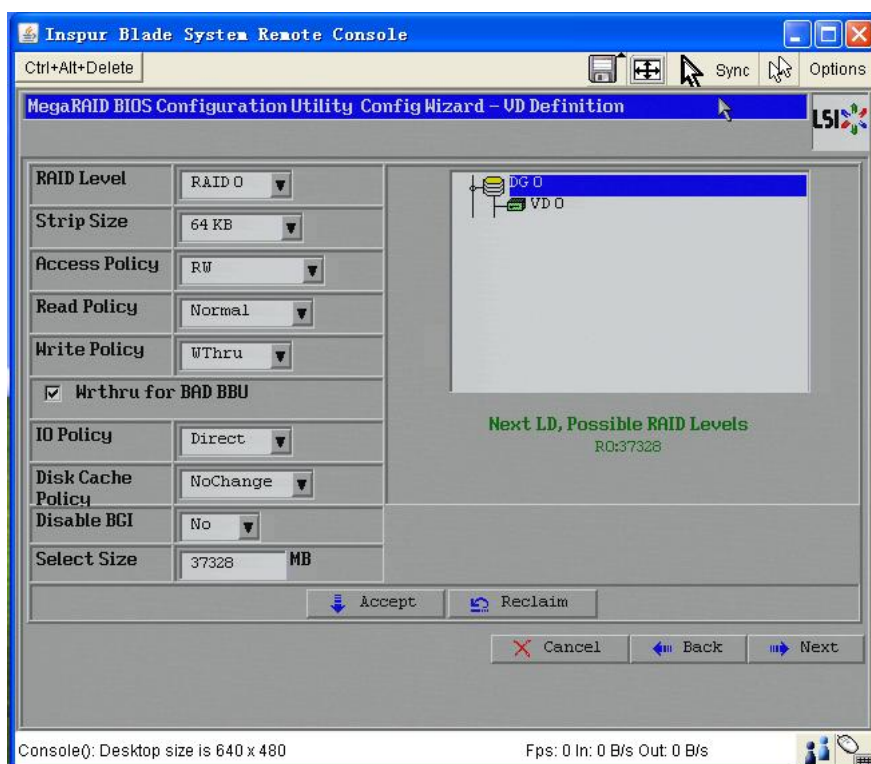 Inspur Blade System Remote Console
Ctrl+Alt+Delete Sync Options
MegaRAID BIOS Configuration Utility Config Wizard - VD Definition
LSI
RAID Level RAID 0
Strip Size 64 KB
Access Policy RW
Read Policy Normal
Write Policy WThru
Wrthru for BAD BBU
IO Policy Direct
Disk Cache
Policy NoChange
Disable BGI No
Select Size 37328 MB
DG 0
VD 0
Next LD, Possible RAID Levels
R0:37328
Accept Reclaim
Cancel Back Next
Console(): Desktop size is 640 x 480 Fps: 0 In: 0 B/s Out: 0 B/s